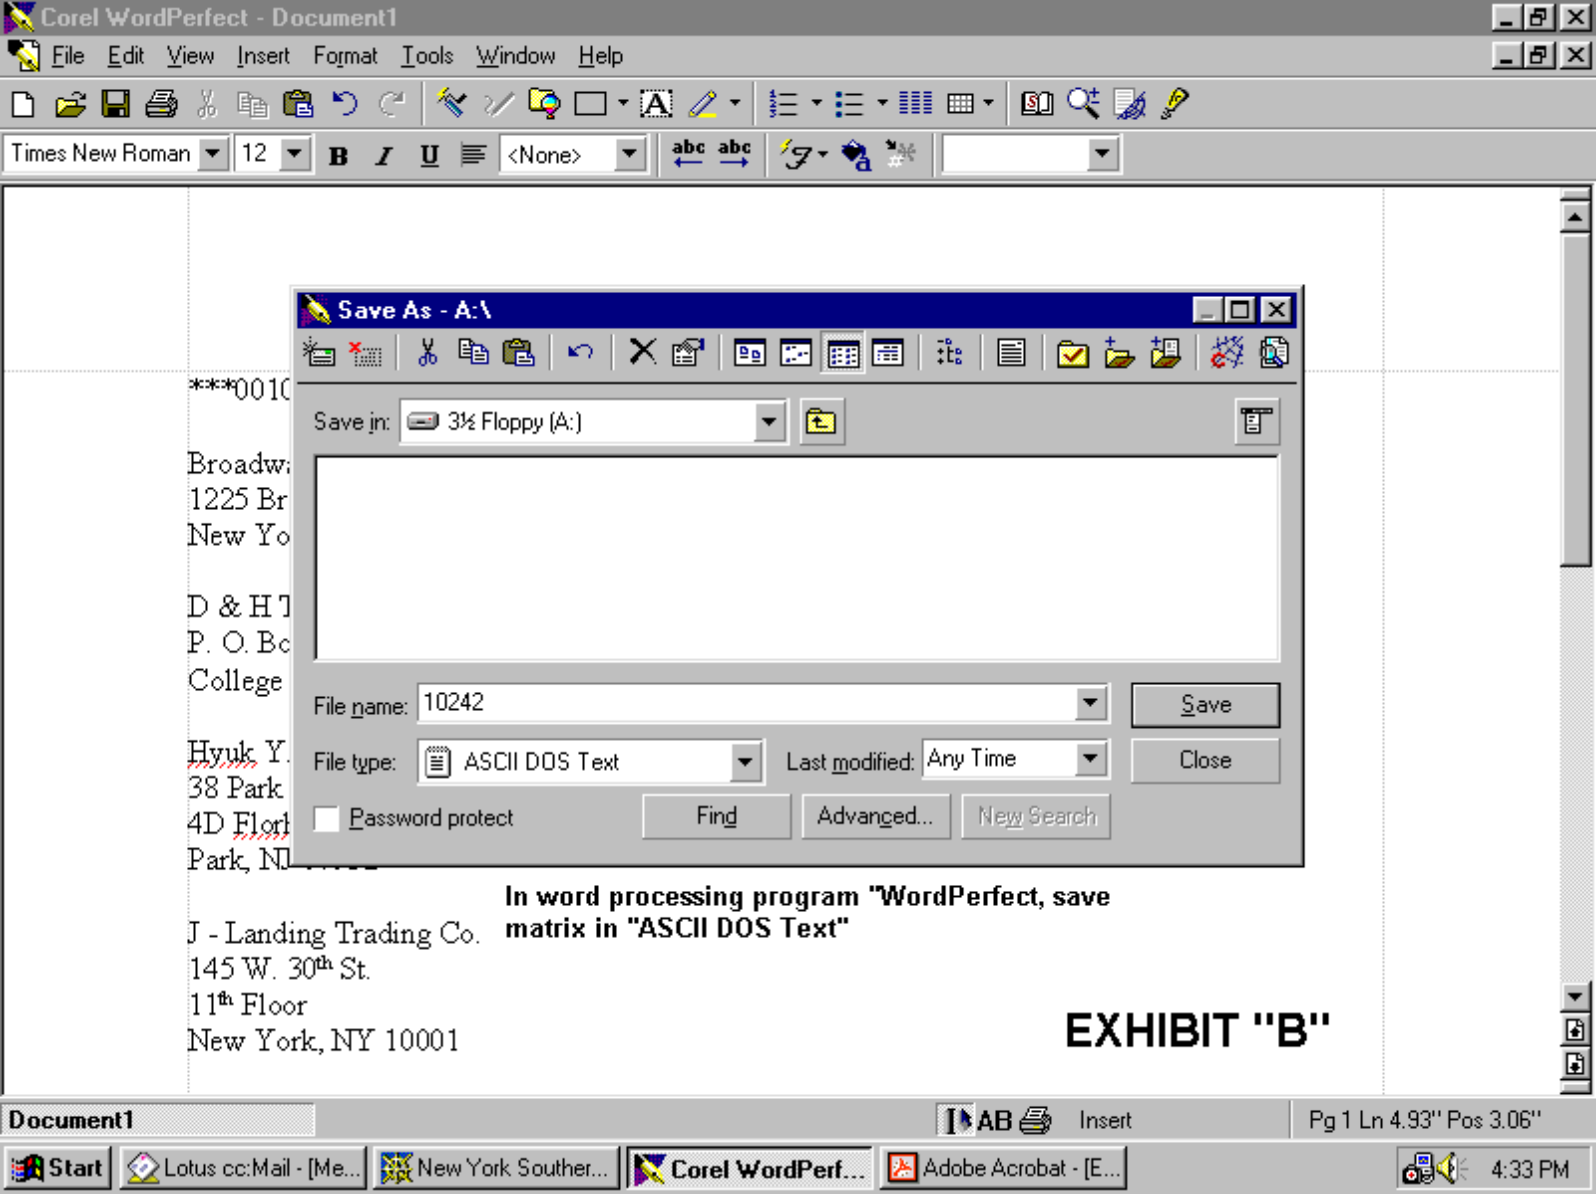 Corel WordPerfect - Document1
File Edit View Insert Format Tools Window Help
Times New Roman 12 B I U <None> abc abc
Save As - A:\
***0010
Save in: 3½ Floppy (A:)
Broadwa
1225 Br
New Yo
D & H T
P. O. Bo
College
File name: 10242 Save
Hyuk Y.
File type: ASCII DOS Text Last modified: Any Time Close
38 Park
Password protect Find Advanced... New Search
4D Florh
Park, NJ
In word processing program "WordPerfect, save
matrix in "ASCII DOS Text"
J - Landing Trading Co.
145 W. 30th St.
11th Floor
New York, NY 10001
EXHIBIT "B"
Document1 AB Insert Pg 1 Ln 4.93" Pos 3.06"
Start Lotus cc:Mail - [Me... New York Souther... Corel WordPerf... Adobe Acrobat - [E... 4:33 PM